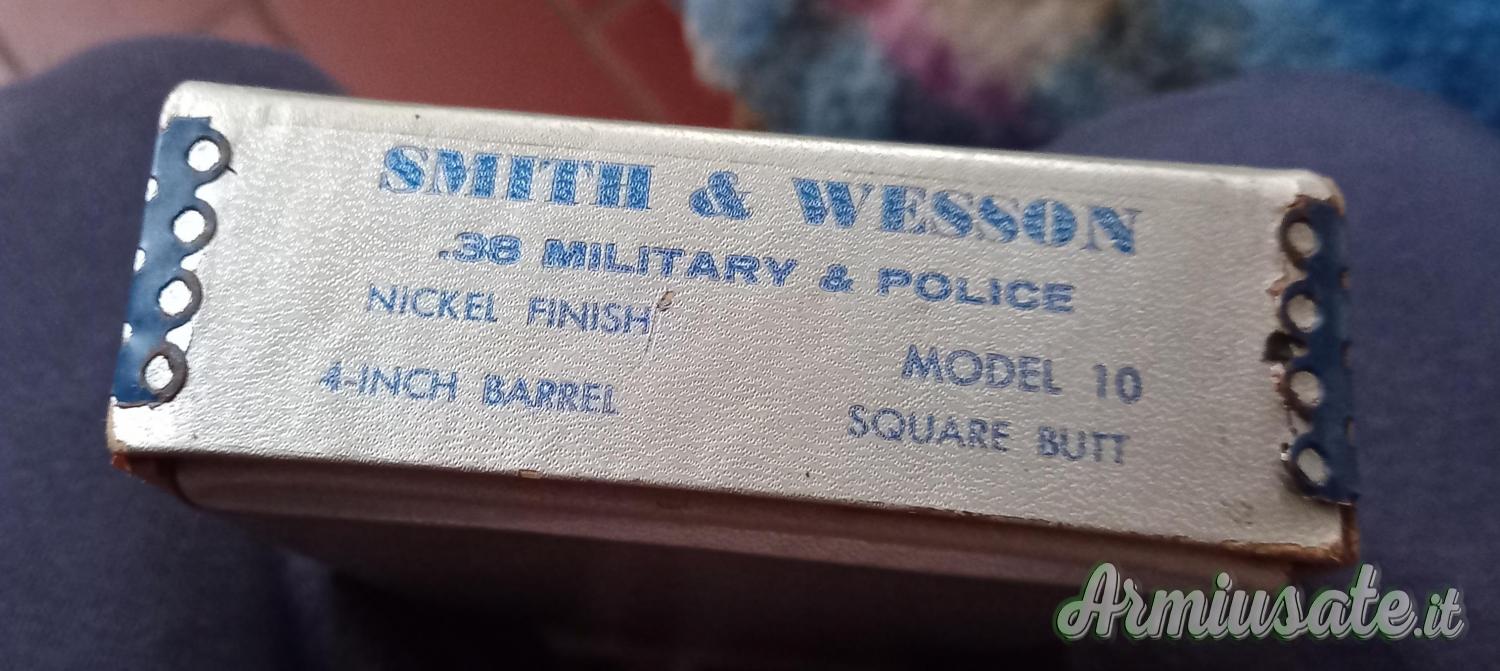 SMITH & WESSON
.38 MILITARY & POLICE
NICKEL FINISH
MODEL 10
4-INCH BARREL
SQUARE BUTT
Armiusate.it